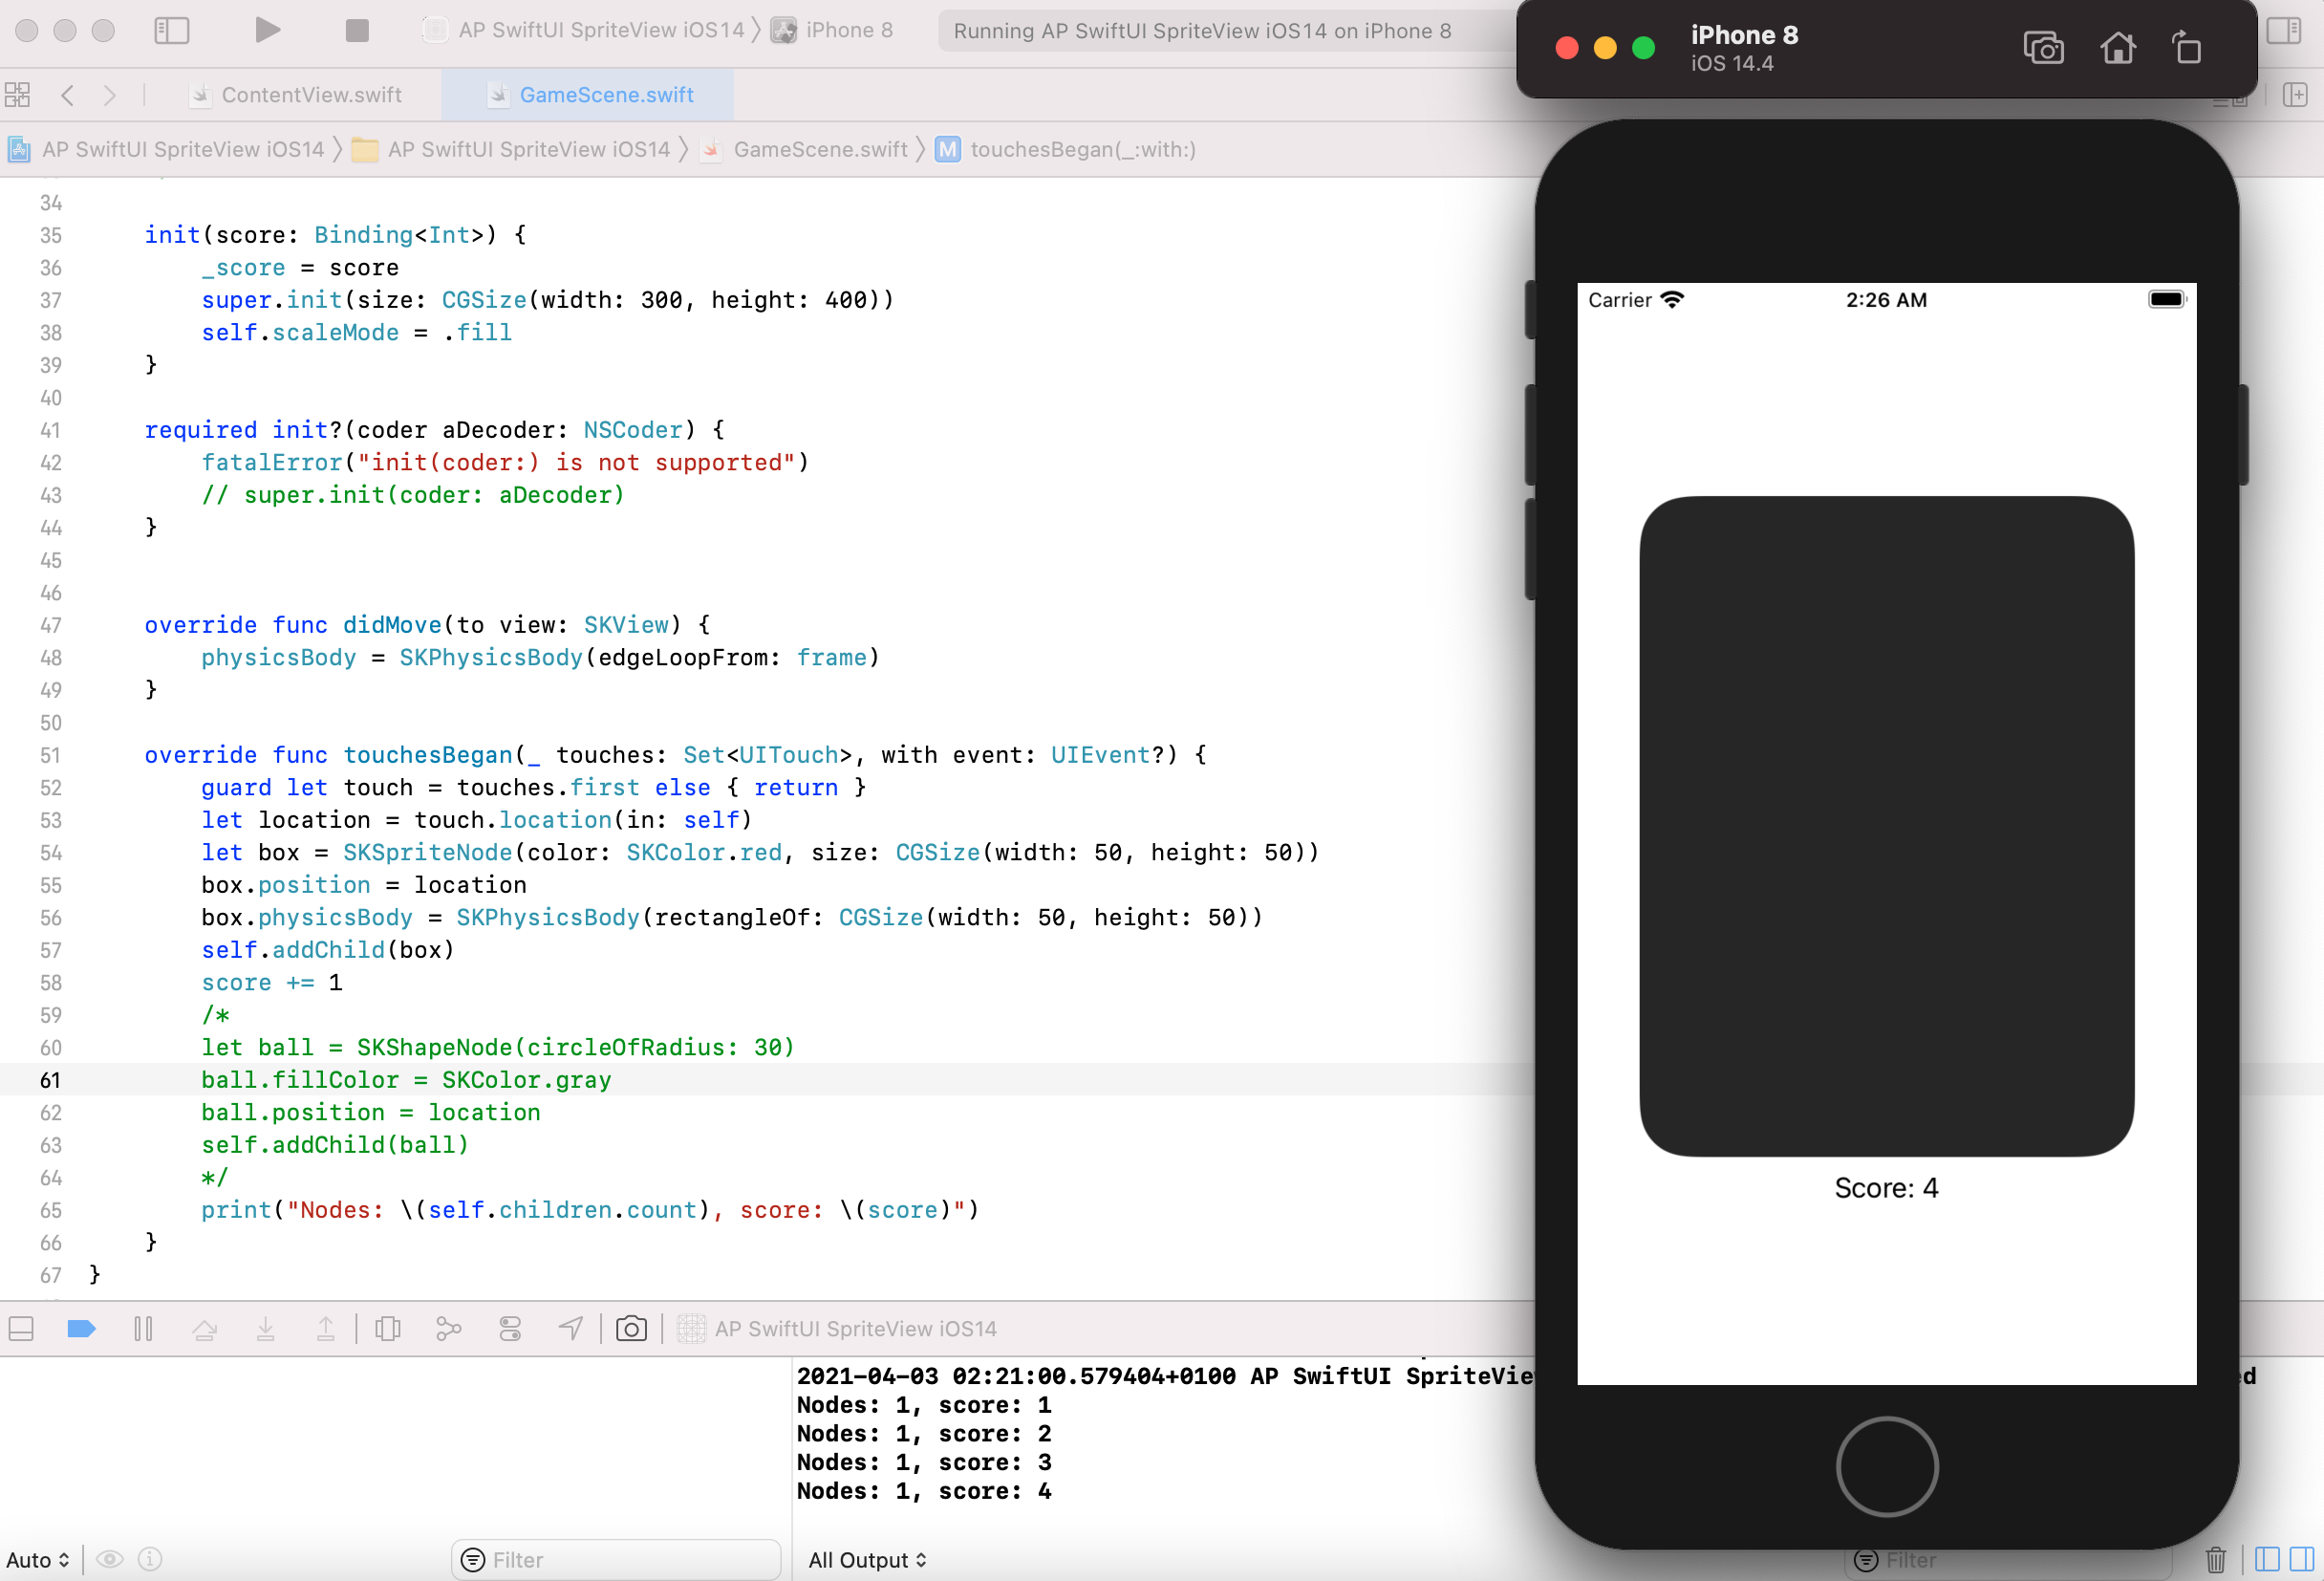 AP SwiftUI SpriteView iOS14 〉 iPhone 8
Running AP SwiftUI SpriteView iOS14 on iPhone 8
iPhone 8
iOS 14.4
ContentView.swift
GameScene.swift
AP SwiftUI SpriteView iOS14 〉 AP SwiftUI SpriteView iOS14 〉 GameScene.swift 〉 M touchesBegan(_:with:)
34
35 init(score: Binding<Int>) {
36 _score = score
37 super.init(size: CGSize(width: 300, height: 400))
38 self.scaleMode = .fill
39 }
40
41 required init?(coder aDecoder: NSCoder) {
42 fatalError("init(coder:) is not supported")
43 // super.init(coder: aDecoder)
44 }
45
46
47 override func didMove(to view: SKView) {
48 physicsBody = SKPhysicsBody(edgeLoopFrom: frame)
49 }
50
51 override func touchesBegan(_ touches: Set<UITouch>, with event: UIEvent?) {
52 guard let touch = touches.first else { return }
53 let location = touch.location(in: self)
54 let box = SKSpriteNode(color: SKColor.red, size: CGSize(width: 50, height: 50))
55 box.position = location
56 box.physicsBody = SKPhysicsBody(rectangleOf: CGSize(width: 50, height: 50))
57 self.addChild(box)
58 score += 1
59 /*
60 let ball = SKShapeNode(circleOfRadius: 30)
61 ball.fillColor = SKColor.gray
62 ball.position = location
63 self.addChild(ball)
64 */
65 print("Nodes: \(self.children.count), score: \(score)")
66 }
67 }
Carrier
2:26 AM
Score: 4
AP SwiftUI SpriteView iOS14
2021-04-03 02:21:00.579404+0100 AP SwiftUI SpriteVie
Nodes: 1, score: 1
Nodes: 1, score: 2
Nodes: 1, score: 3
Nodes: 1, score: 4
Auto
Filter
All Output
Filter